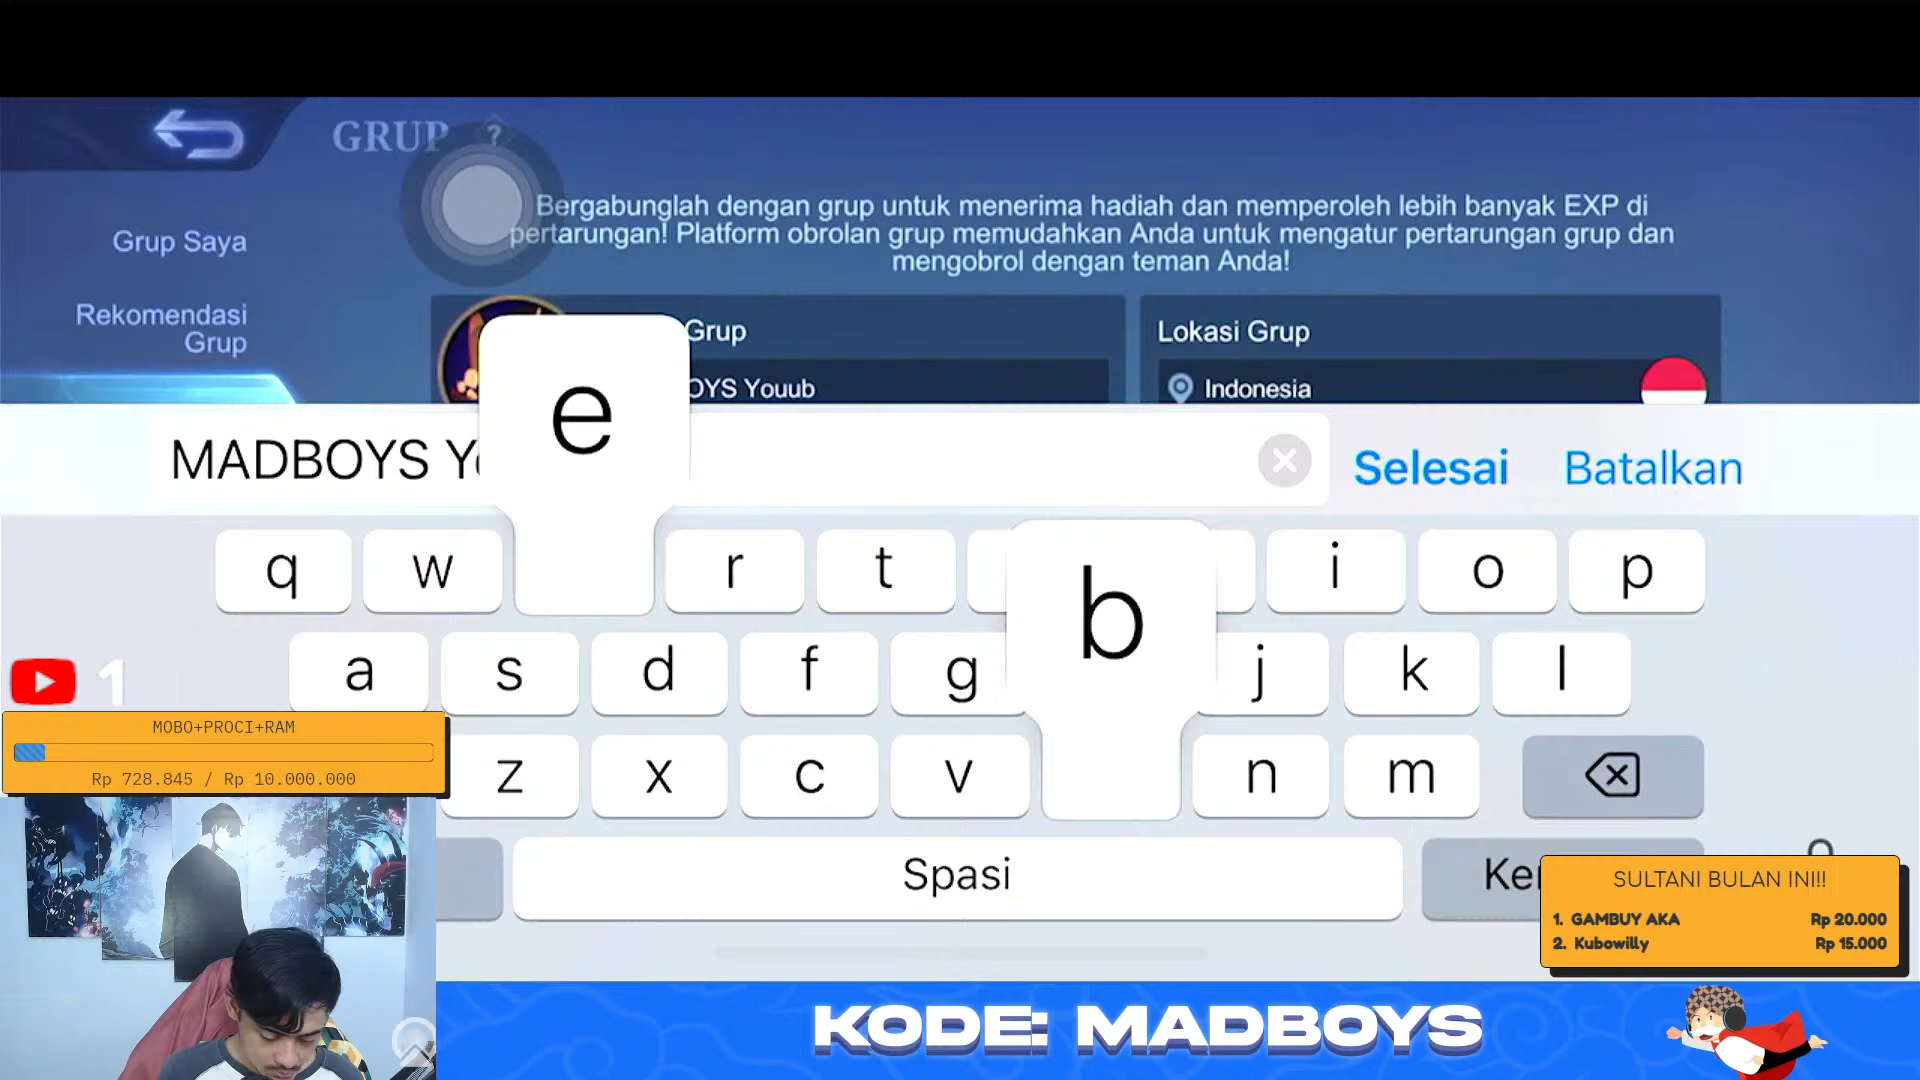 GRUP ?
Bergabunglah dengan grup untuk menerima hadiah dan memperoleh lebih banyak EXP di
pertarungan! Platform obrolan grup memudahkan Anda untuk mengatur pertarungan grup dan
mengobrol dengan teman Anda!
Grup Saya
Rekomendasi
Grup
Grup
OYS Youub
Lokasi Grup
Indonesia
MADBOYS Yo
Selesai
Batalkan
q w e r t i o p
a s d f g j k l
z x c v b n m
Spasi
Ke
1
MOBO+PROCI+RAM
Rp 728.845 / Rp 10.000.000
SULTANI BULAN INI!!
1. GAMBUY AKA Rp 20.000
2. Kubowilly Rp 15.000
KODE: MADBOYS